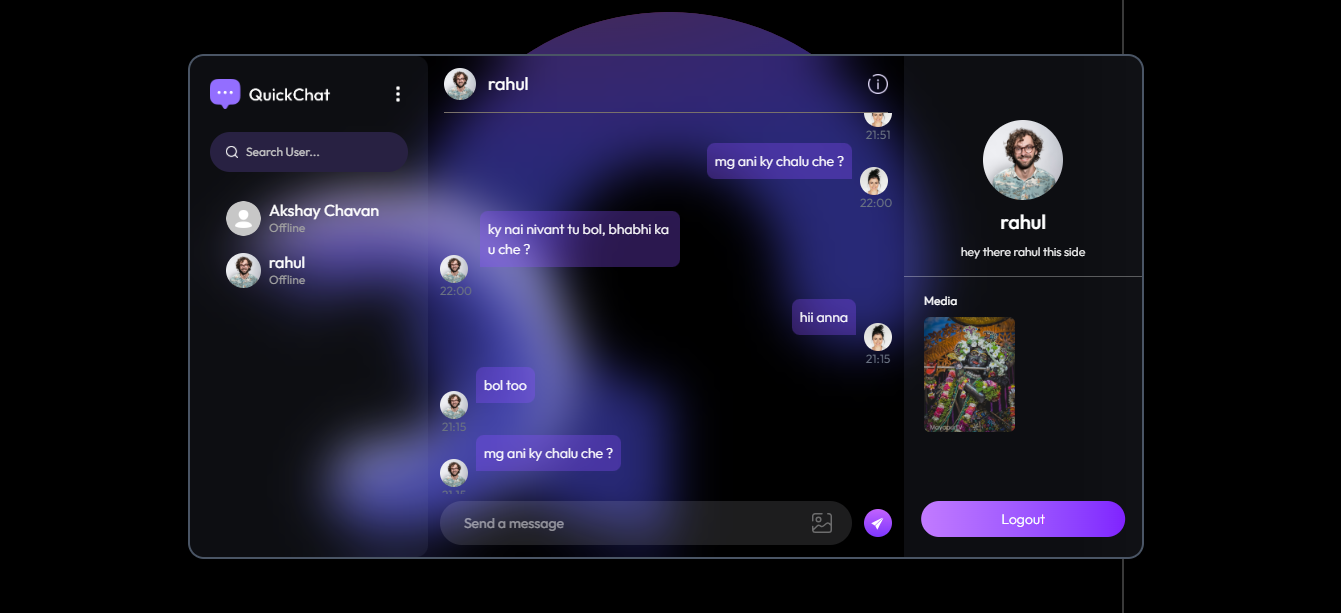 QuickChat
Search User...
Akshay Chavan
Offline
rahul
Offline
rahul
21:51
mg ani ky chalu che ?
22:00
ky nai nivant tu bol, bhabhi ka
u che ?
22:00
hii anna
21:15
bol too
21:15
mg ani ky chalu che ?
21:15
Send a message
rahul
hey there rahul this side
Media
Logout